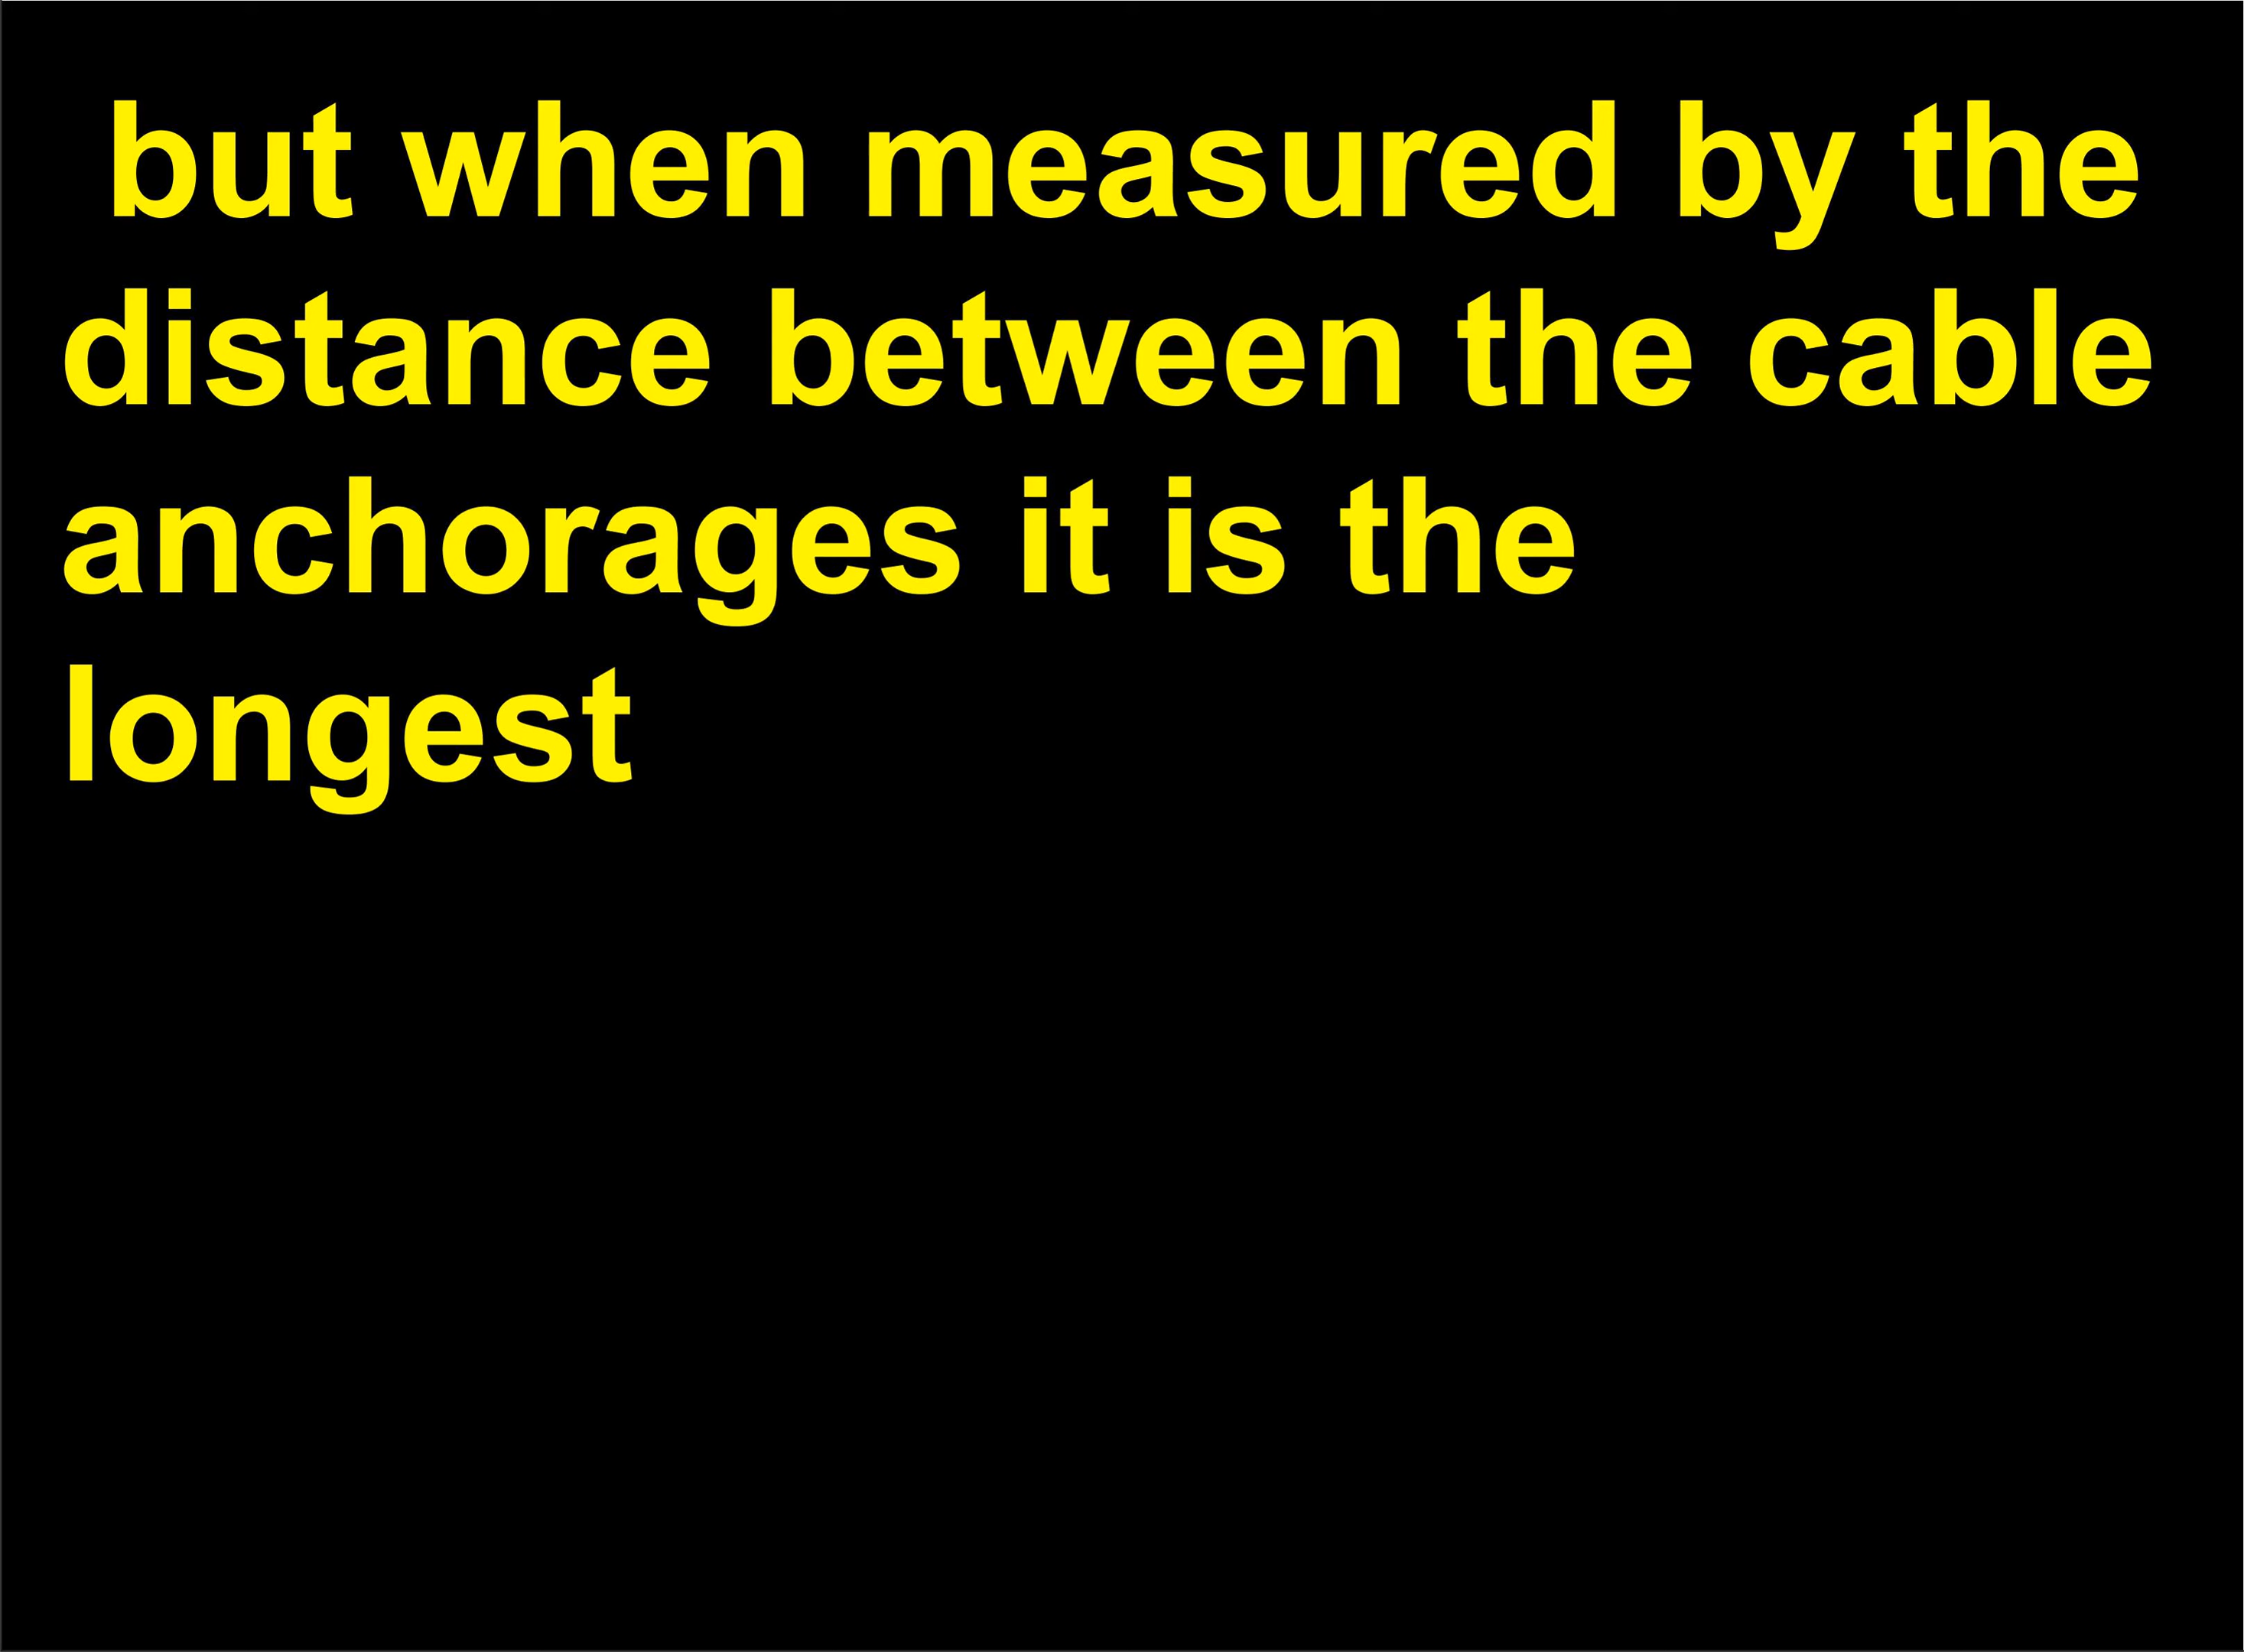 but when measured by the
distance between the cable
anchorages it is the
longest